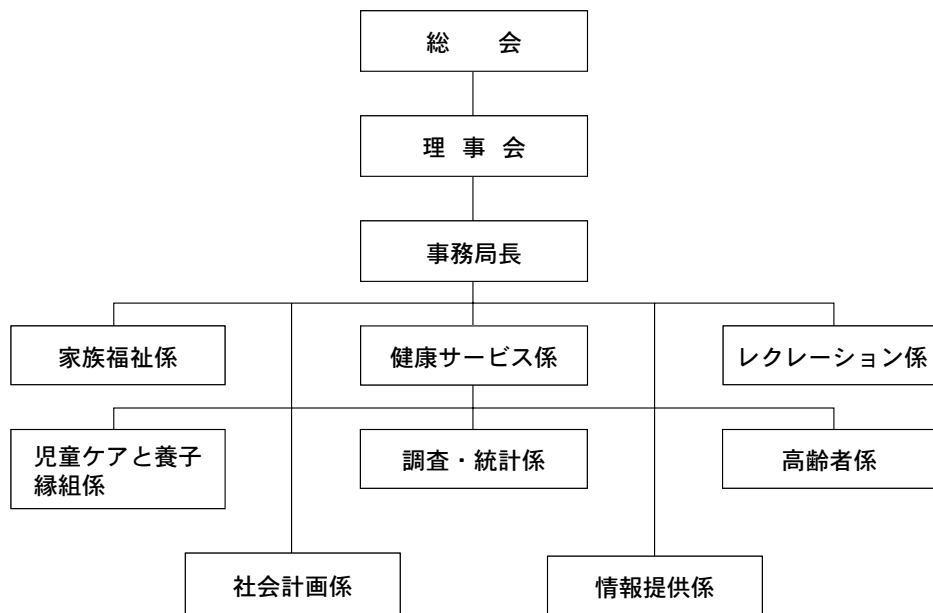 総会
理事会
事務局長
家族福祉係
健康サービス係
レクレーション係
児童ケアと養子
縁組係
調査・統計係
高齢者係
社会計画係
情報提供係